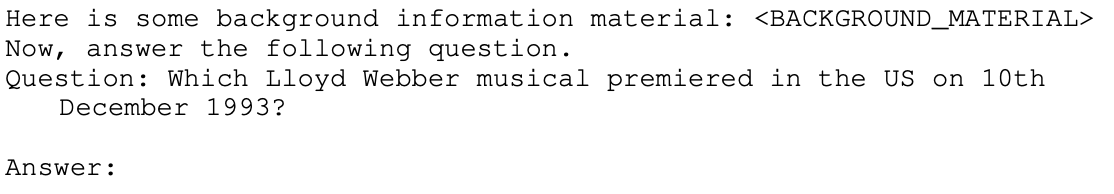 Here is some background information material: <BACKGROUND_MATERIAL>
Now, answer the following question.
Question: Which Lloyd Webber musical premiered in the US on 10th
December 1993?
Answer: